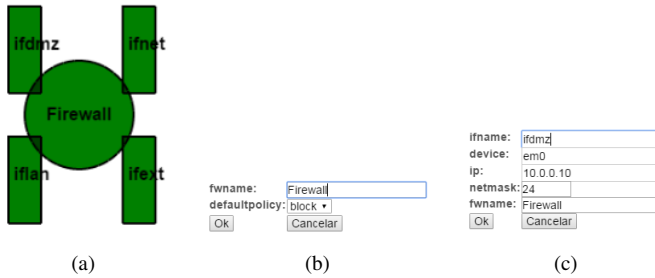 ifdmz
ifnet
Firewall
iflan
ifext
(a)
fwname: Firewall
defaultpolicy: block
Ok Cancelar
(b)
ifname: ifdmz
device: em0
ip: 10.0.0.10
netmask: 24
fwname: Firewall
Ok Cancelar
(c)